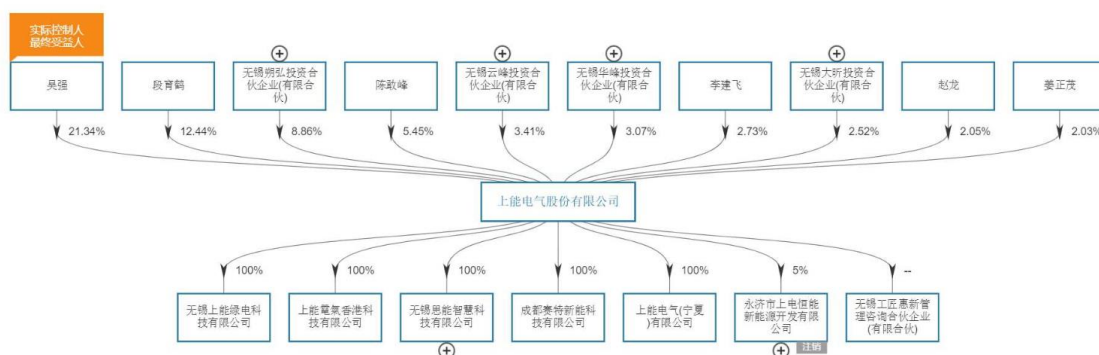 实际控制人
最终受益人
吴强
段育鹤
无锡朔弘投资合
伙企业(有限合
伙)
陈敢峰
无锡云峰投资合
伙企业(有限合
伙)
无锡华峰投资合
伙企业(有限合
伙)
李建飞
无锡大昕投资合
伙企业(有限合
伙)
赵龙
姜正茂
21.34%
12.44%
8.86%
5.45%
3.41%
3.07%
2.73%
2.52%
2.05%
2.03%
上能电气股份有限公司
100%
100%
100%
100%
100%
5%
--
无锡上能绿电科
技有限公司
上能電氣香港科
技有限公司
无锡思能智慧科
技有限公司
成都赛特新能科
技有限公司
上能电气(宁夏
)有限公司
永济市上电恒能
新能源开发有限
公司
无锡工匠惠新管
理咨询合伙企业
(有限合伙)
注销